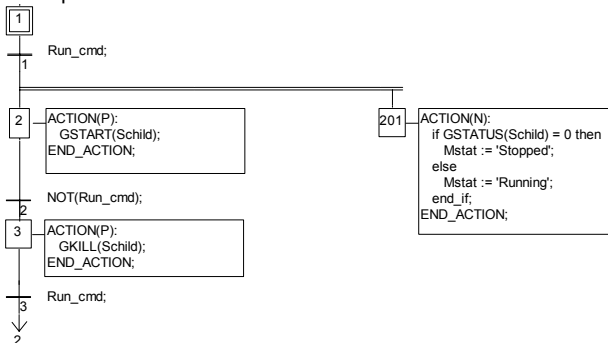 1
Run_cmd;
1
2
ACTION(P):
GSTART(Schild);
END_ACTION;
201
ACTION(N):
if GSTATUS(Schild) = 0 then
Mstat := 'Stopped';
else
Mstat := 'Running';
end_if;
END_ACTION;
NOT(Run_cmd);
2
3
ACTION(P):
GKILL(Schild);
END_ACTION;
Run_cmd;
3
2